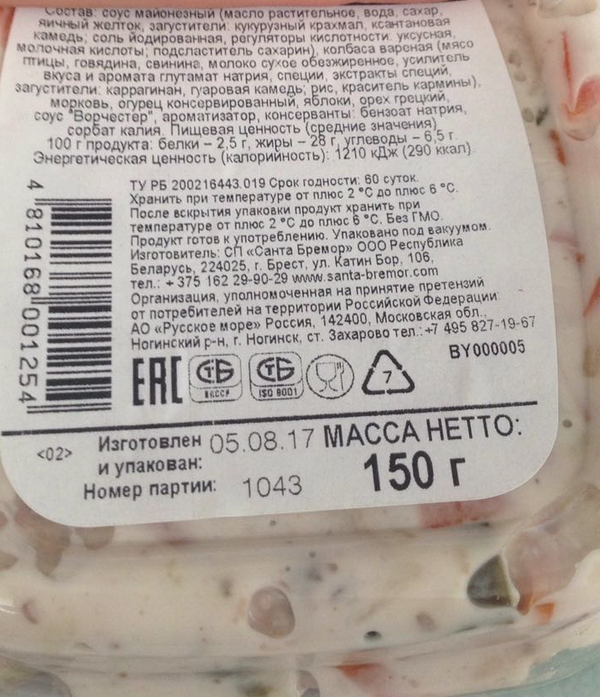 Состав: соус майонезный (масло растительное, вода, сахар,
яичный желток, загустители: кукурузный крахмал, ксантановая
камедь; соль йодированная, регуляторы кислотности: уксусная,
молочная кислоты; подсластитель сахарин), колбаса вареная (мясо
птицы, говядина, свинина, молоко сухое обезжиренное, усилитель
вкуса и аромата глутамат натрия, специи, экстракты специй,
загустители: каррагинан, гуаровая камедь; рис, краситель кармины),
морковь, огурец консервированный, яблоки, орех грецкий,
соус "Ворчестер", ароматизатор, консерванты: бензоат натрия,
сорбат калия. Пищевая ценность (средние значения)
100 г продукта: белки – 2,5 г, жиры – 28 г, углеводы – 6,5 г.
Энергетическая ценность (калорийность): 1210 кДж (290 ккал)
ТУ РБ 200216443.019 Срок годности: 60 суток.
Хранить при температуре от плюс 2 °С до плюс 6 °С.
После вскрытия упаковки продукт хранить при
температуре от плюс 2 °С до плюс 6 °С. Без ГМО.
Продукт готов к употреблению. Упаковано под вакуумом.
Изготовитель: СП «Санта Бремор» ООО Республика
Беларусь, 224025, г. Брест, ул. Катин Бор, 106,
тел.: + 375 162 29-90-29 www.santa-bremor.com
Организация, уполномоченная на принятие претензий
от потребителей на территории Российской Федерации:
АО «Русское море» Россия, 142400, Московская обл.,
Ногинский р-н, г. Ногинск, ст. Захарово тел.: +7 495 827-19-67
BY000005
4 810168 001254
ЕАС
СТБ
НАССР
СТБ
ISO 9001
7
<02>
Изготовлен 05.08.17 МАССА НЕТТО:
и упакован:
150 г
Номер партии: 1043